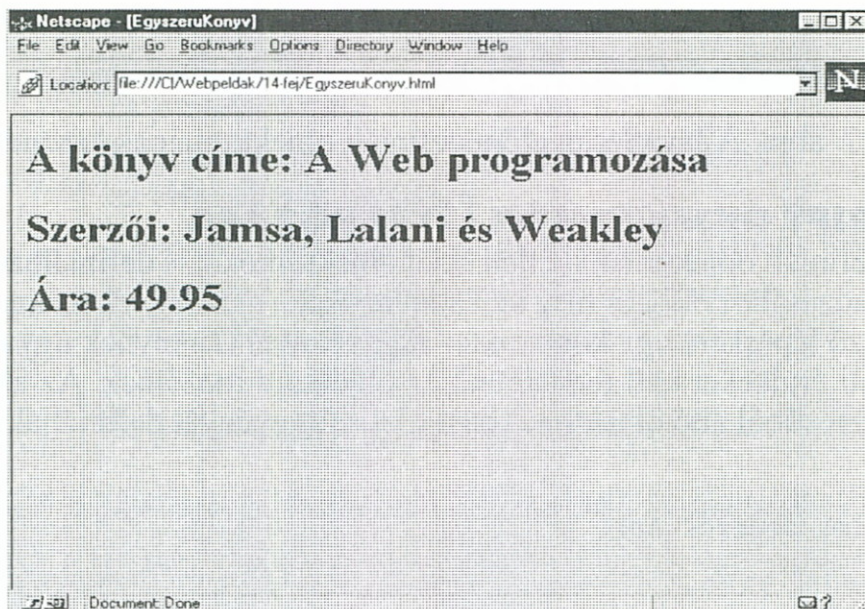 Netscape - [EgyszeruKonyv]
File Edit View Go Bookmarks Options Directory Window Help
Location: file:///C|/Webpeldak/14-fej/EgyszeruKonyv.html
N
A könyv címe: A Web programozása
Szerzői: Jamsa, Lalani és Weakley
Ára: 49.95
Document: Done
?